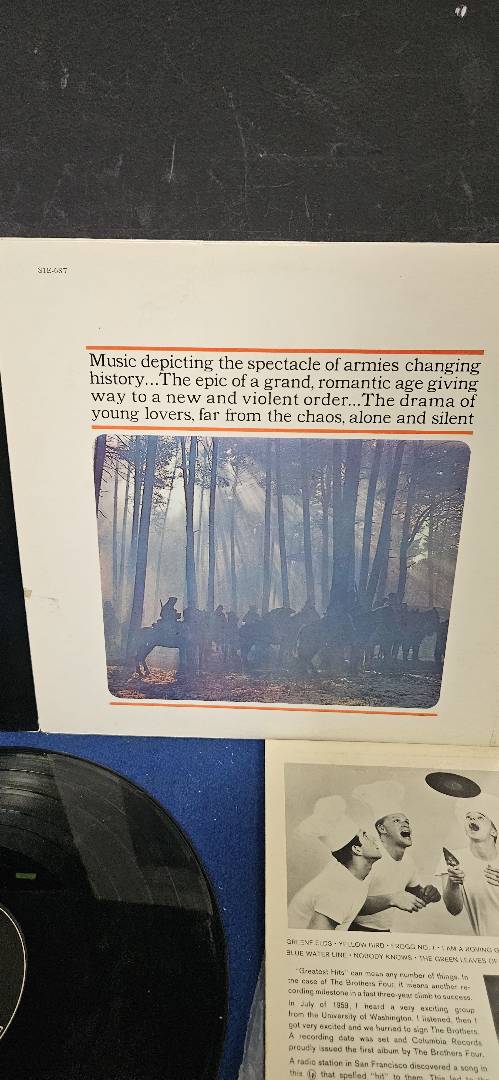 S1E-6S7
Music depicting the spectacle of armies changing
history...The epic of a grand, romantic age giving
way to a new and violent order...The drama of
young lovers, far from the chaos, alone and silent
GREENFIELDS • YELLOW BIRD • FROGG NO. 1 • I AM A ROVING G
BLUE WATER LINE • NOBODY KNOWS • THE GREEN LEAVES OF
"Greatest Hits" can mean any number of things. In
the case of The Brothers Four, it means another re-
cording milestone in a fast three-year climb to success.
In July of 1959, I heard a very exciting group
from the University of Washington. I listened, then I
got very excited and we hurried to sign The Brothers.
A recording date was set and Columbia Records
proudly issued the first album by The Brothers Four.
A radio station in San Francisco discovered a song in
this that spelled "hit" to them. This led to